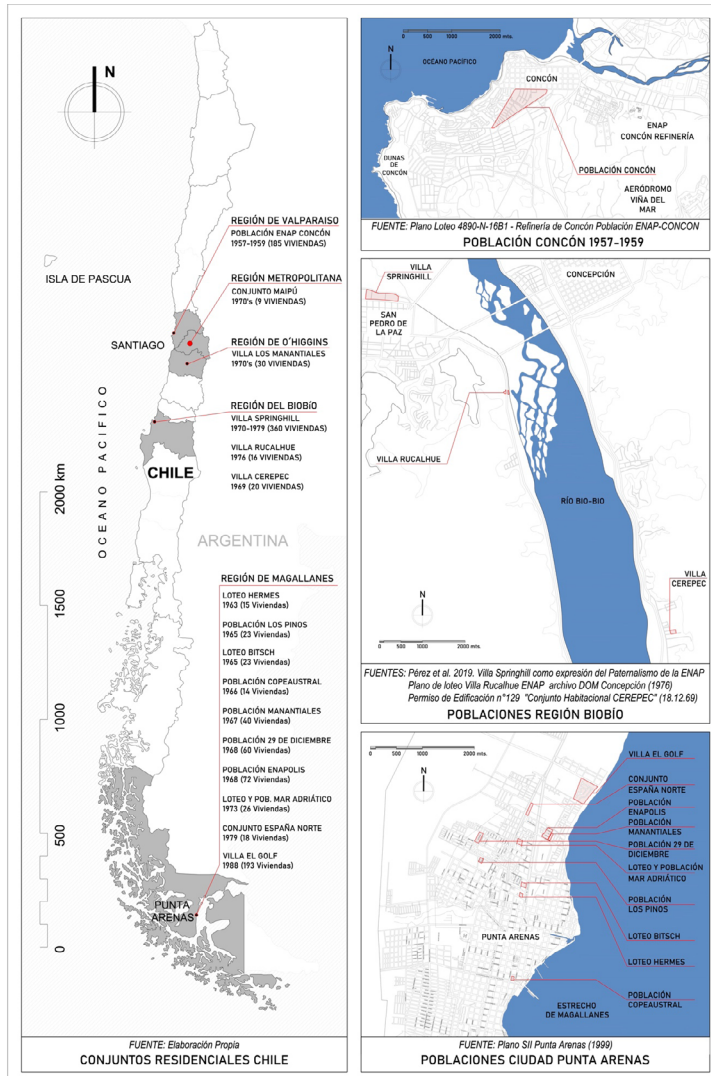 N
ISLA DE PASCUA
SANTIAGO
OCEANO PACIFICO
CHILE
ARGENTINA
PUNTA
ARENAS
2000 km
1500
1000
500
0
REGIÓN DE VALPARAISO
POBLACIÓN ENAP CONCÓN
1957-1959 (185 VIVIENDAS)
REGIÓN METROPOLITANA
CONJUNTO MAIPÚ
1970's (9 VIVIENDAS)
REGIÓN DE O´HIGGINS
VILLA LOS MANANTIALES
1970's (30 VIVIENDAS)
REGIÓN DEL BIOBíO
VILLA SPRINGHILL
1970-1979 (360 VIVIENDAS)
VILLA RUCALHUE
1976 (16 VIVIENDAS)
VILLA CEREPEC
1969 (20 VIVIENDAS)
REGIÓN DE MAGALLANES
LOTEO HERMES
1963 (15 Viviendas)
POBLACIÓN LOS PINOS
1965 (23 Viviendas)
LOTEO BITSCH
1965 (23 Viviendas)
POBLACIÓN COPEAUSTRAL
1966 (14 Viviendas)
POBLACIÓN MANANTIALES
1967 (40 Viviendas)
POBLACIÓN 29 DE DICIEMBRE
1968 (60 Viviendas)
POBLACIÓN ENAPOLIS
1968 (72 Viviendas)
LOTEO Y POB. MAR ADRIÁTICO
1973 (26 Viviendas)
CONJUNTO ESPAÑA NORTE
1979 (18 Viviendas)
VILLA EL GOLF
1988 (193 Viviendas)
FUENTE: Elaboración Propia
CONJUNTOS RESIDENCIALES CHILE
0 500 1000 2000 mts.
N
OCÉANO PACÍFICO
CONCÓN
ENAP
CONCÓN REFINERÍA
DUNAS
DE
CONCÓN
POBLACIÓN CONCÓN
AERÓDROMO
VIÑA DEL
MAR
FUENTE: Plano Loteo 4890-N-16B1 - Refinería de Concón Población ENAP-CONCON
POBLACIÓN CONCÓN 1957-1959
VILLA
SPRINGHILL
CONCEPCIÓN
SAN
PEDRO DE
LA PAZ
VILLA RUCALHUE
RÍO BIO-BIO
VILLA
CEREPEC
N
0 500 1000 2000 mts.
FUENTES: Pérez et al. 2019. Villa Springhill como expresión del Paternalismo de la ENAP
Plano de loteo Villa Rucalhue ENAP archivo DOM Concepción (1976)
Permiso de Edificación n°129 "Conjunto Habitacional CEREPEC" (18.12.69)
POBLACIONES REGIÓN BIOBÍO
0 500 1000 2000 mts.
N
VILLA EL GOLF
CONJUNTO
ESPAÑA NORTE
POBLACIÓN
ENAPOLIS
POBLACIÓN
MANANTIALES
POBLACIÓN 29 DE
DICIEMBRE
LOTEO Y POBLACIÓN
MAR ADRIÁTICO
POBLACIÓN
LOS PINOS
LOTEO BITSCH
LOTEO HERMES
POBLACIÓN
COPEAUSTRAL
PUNTA ARENAS
ESTRECHO
DE MAGALLANES
FUENTE: Plano SII Punta Arenas (1999)
POBLACIONES CIUDAD PUNTA ARENAS